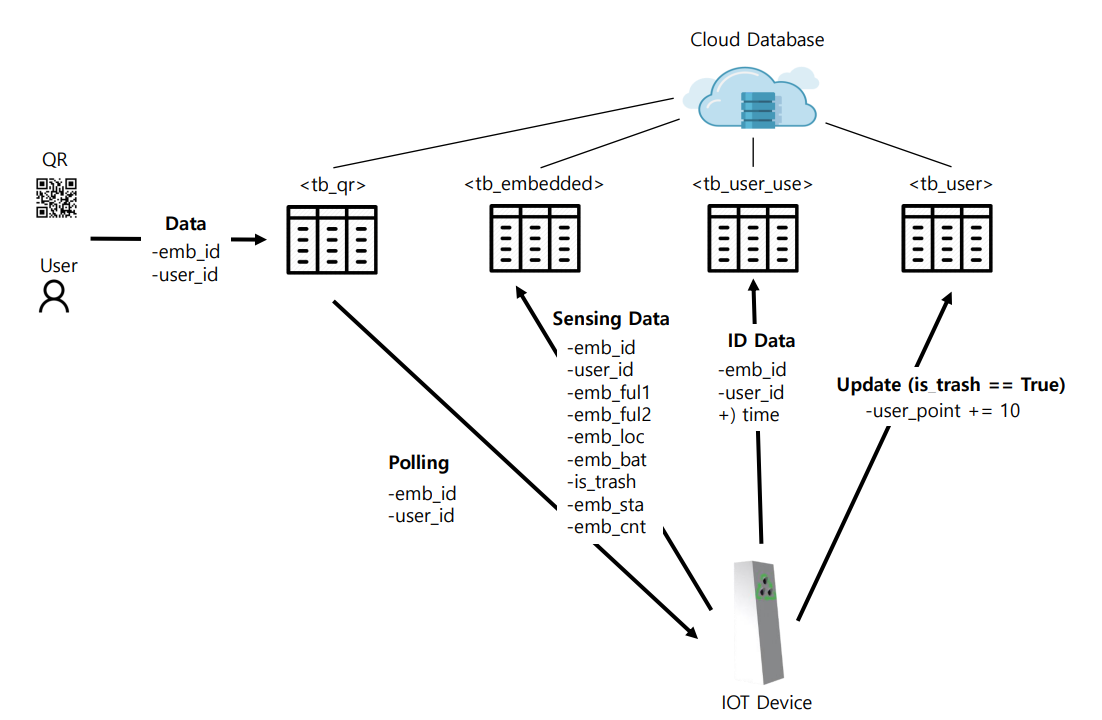 Cloud Database
QR
User
Data
-emb_id
-user_id
<tb_qr>
<tb_embedded>
<tb_user_use>
<tb_user>
Polling
-emb_id
-user_id
Sensing Data
-emb_id
-user_id
-emb_ful1
-emb_ful2
-emb_loc
-emb_bat
-is_trash
-emb_sta
-emb_cnt
ID Data
-emb_id
-user_id
+) time
Update (is_trash == True)
-user_point += 10
IOT Device